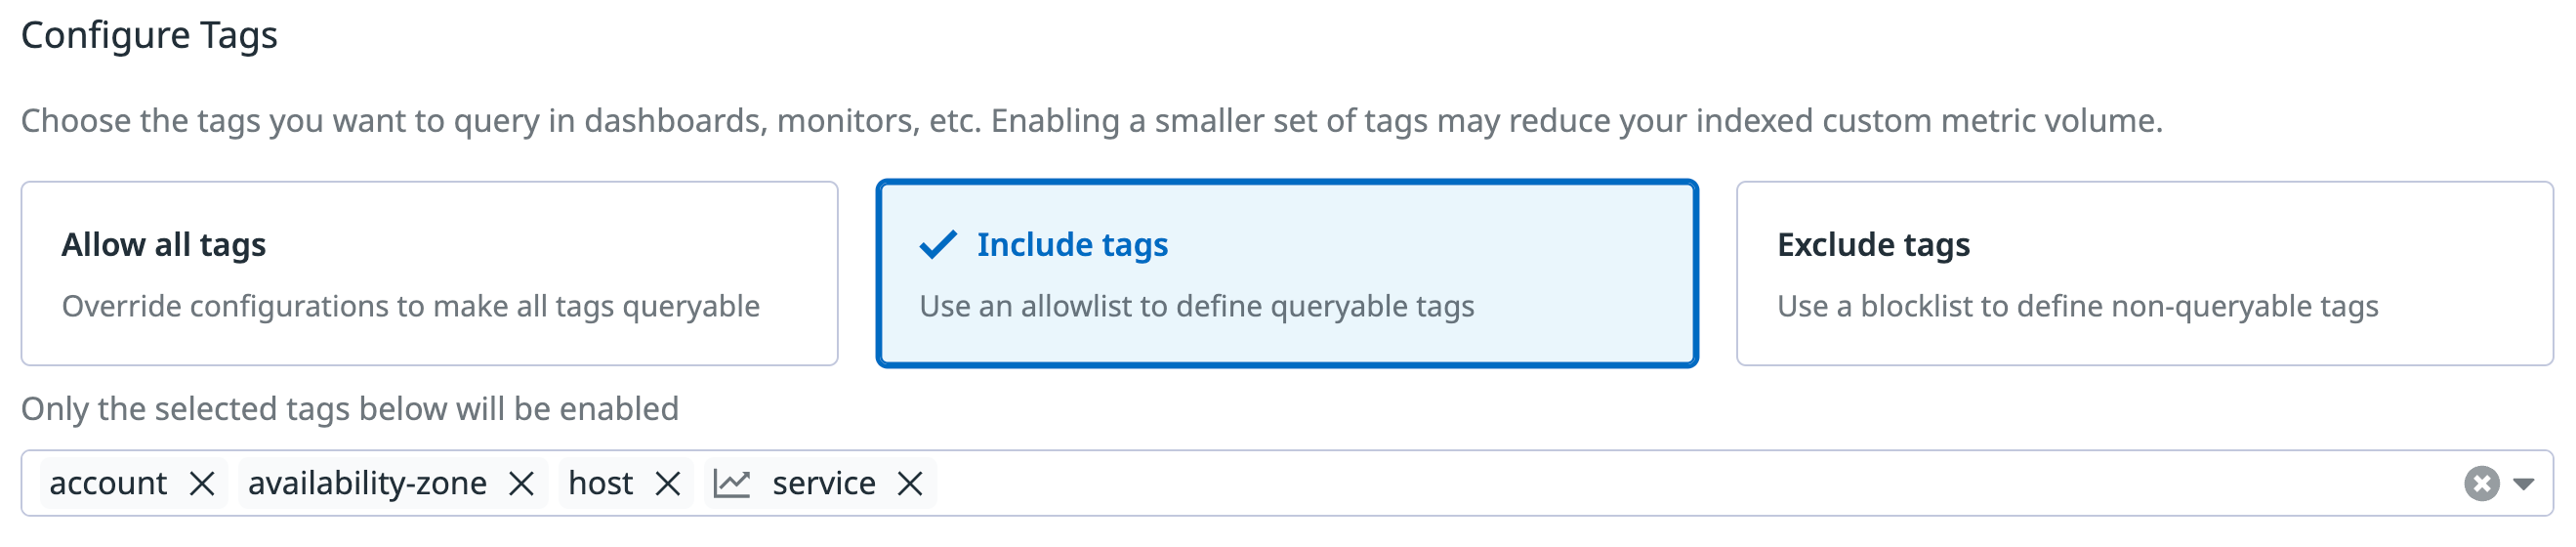 Configure Tags
Choose the tags you want to query in dashboards, monitors, etc. Enabling a smaller set of tags may reduce your indexed custom metric volume.
Allow all tags
Override configurations to make all tags queryable
Include tags
Use an allowlist to define queryable tags
Exclude tags
Use a blocklist to define non-queryable tags
Only the selected tags below will be enabled
account availability-zone host service